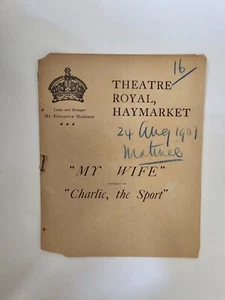 16/
THEATRE
ROYAL,
HAYMARKET
Lessee and Manager
MR. FREDERICK HARRISON
24 Aug 1907
Matinee
"MY WIFE"
"Charlie, the Sport"